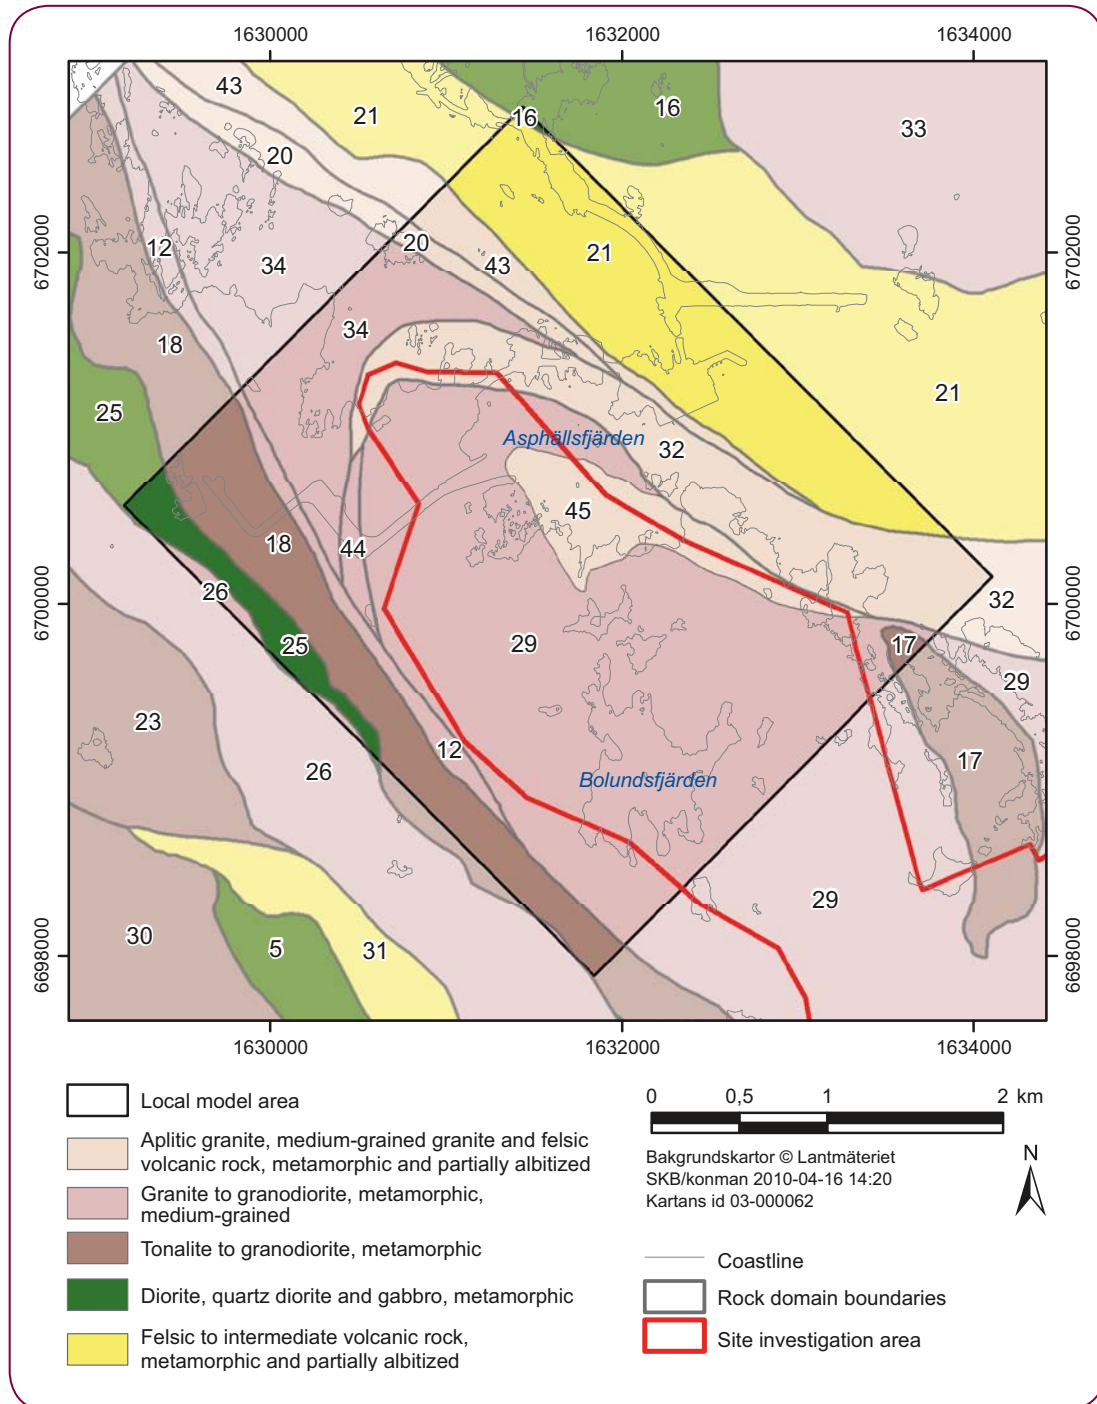 1630000 1632000 1634000
43
16
16
21
33
20
6702000
12
34
20
43
21
6702000
34
18
21
25
Asphällsfjärden
32
45
18
44
6700000
26
32
6700000
25
29
17
29
23
12
17
26
Bolundsfjärden
29
30
5
31
6698000
6698000
1630000 1632000 1634000
Local model area
Aplitic granite, medium-grained granite and felsic
volcanic rock, metamorphic and partially albitized
Granite to granodiorite, metamorphic,
medium-grained
Tonalite to granodiorite, metamorphic
Diorite, quartz diorite and gabbro, metamorphic
Felsic to intermediate volcanic rock,
metamorphic and partially albitized
0 0,5 1 2 km
Bakgrundskartor © Lantmäteriet
SKB/konman 2010-04-16 14:20
Kartans id 03-000062
N
Coastline
Rock domain boundaries
Site investigation area